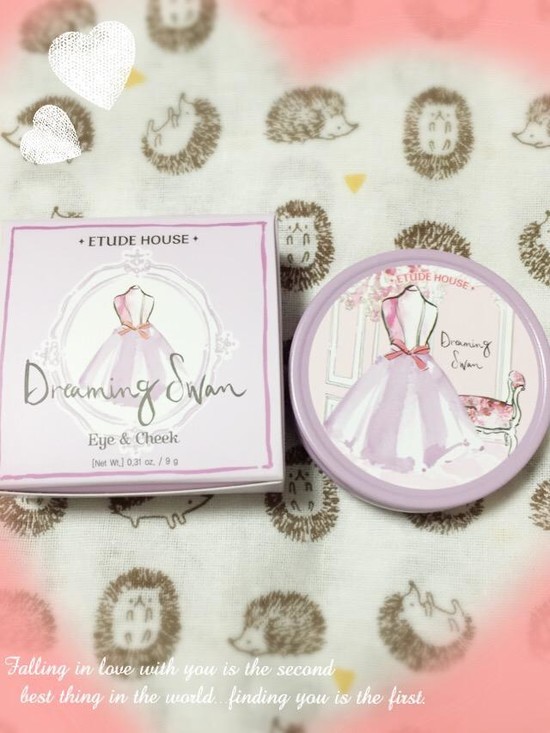 ETUDE HOUSE
Dreaming Swan
Eye & Cheek
[Net Wt.] 0.31 oz. / 9 g
ETUDE HOUSE
Dreaming
Swan
Falling in love with you is the second
best thing in the world...finding you is the first.